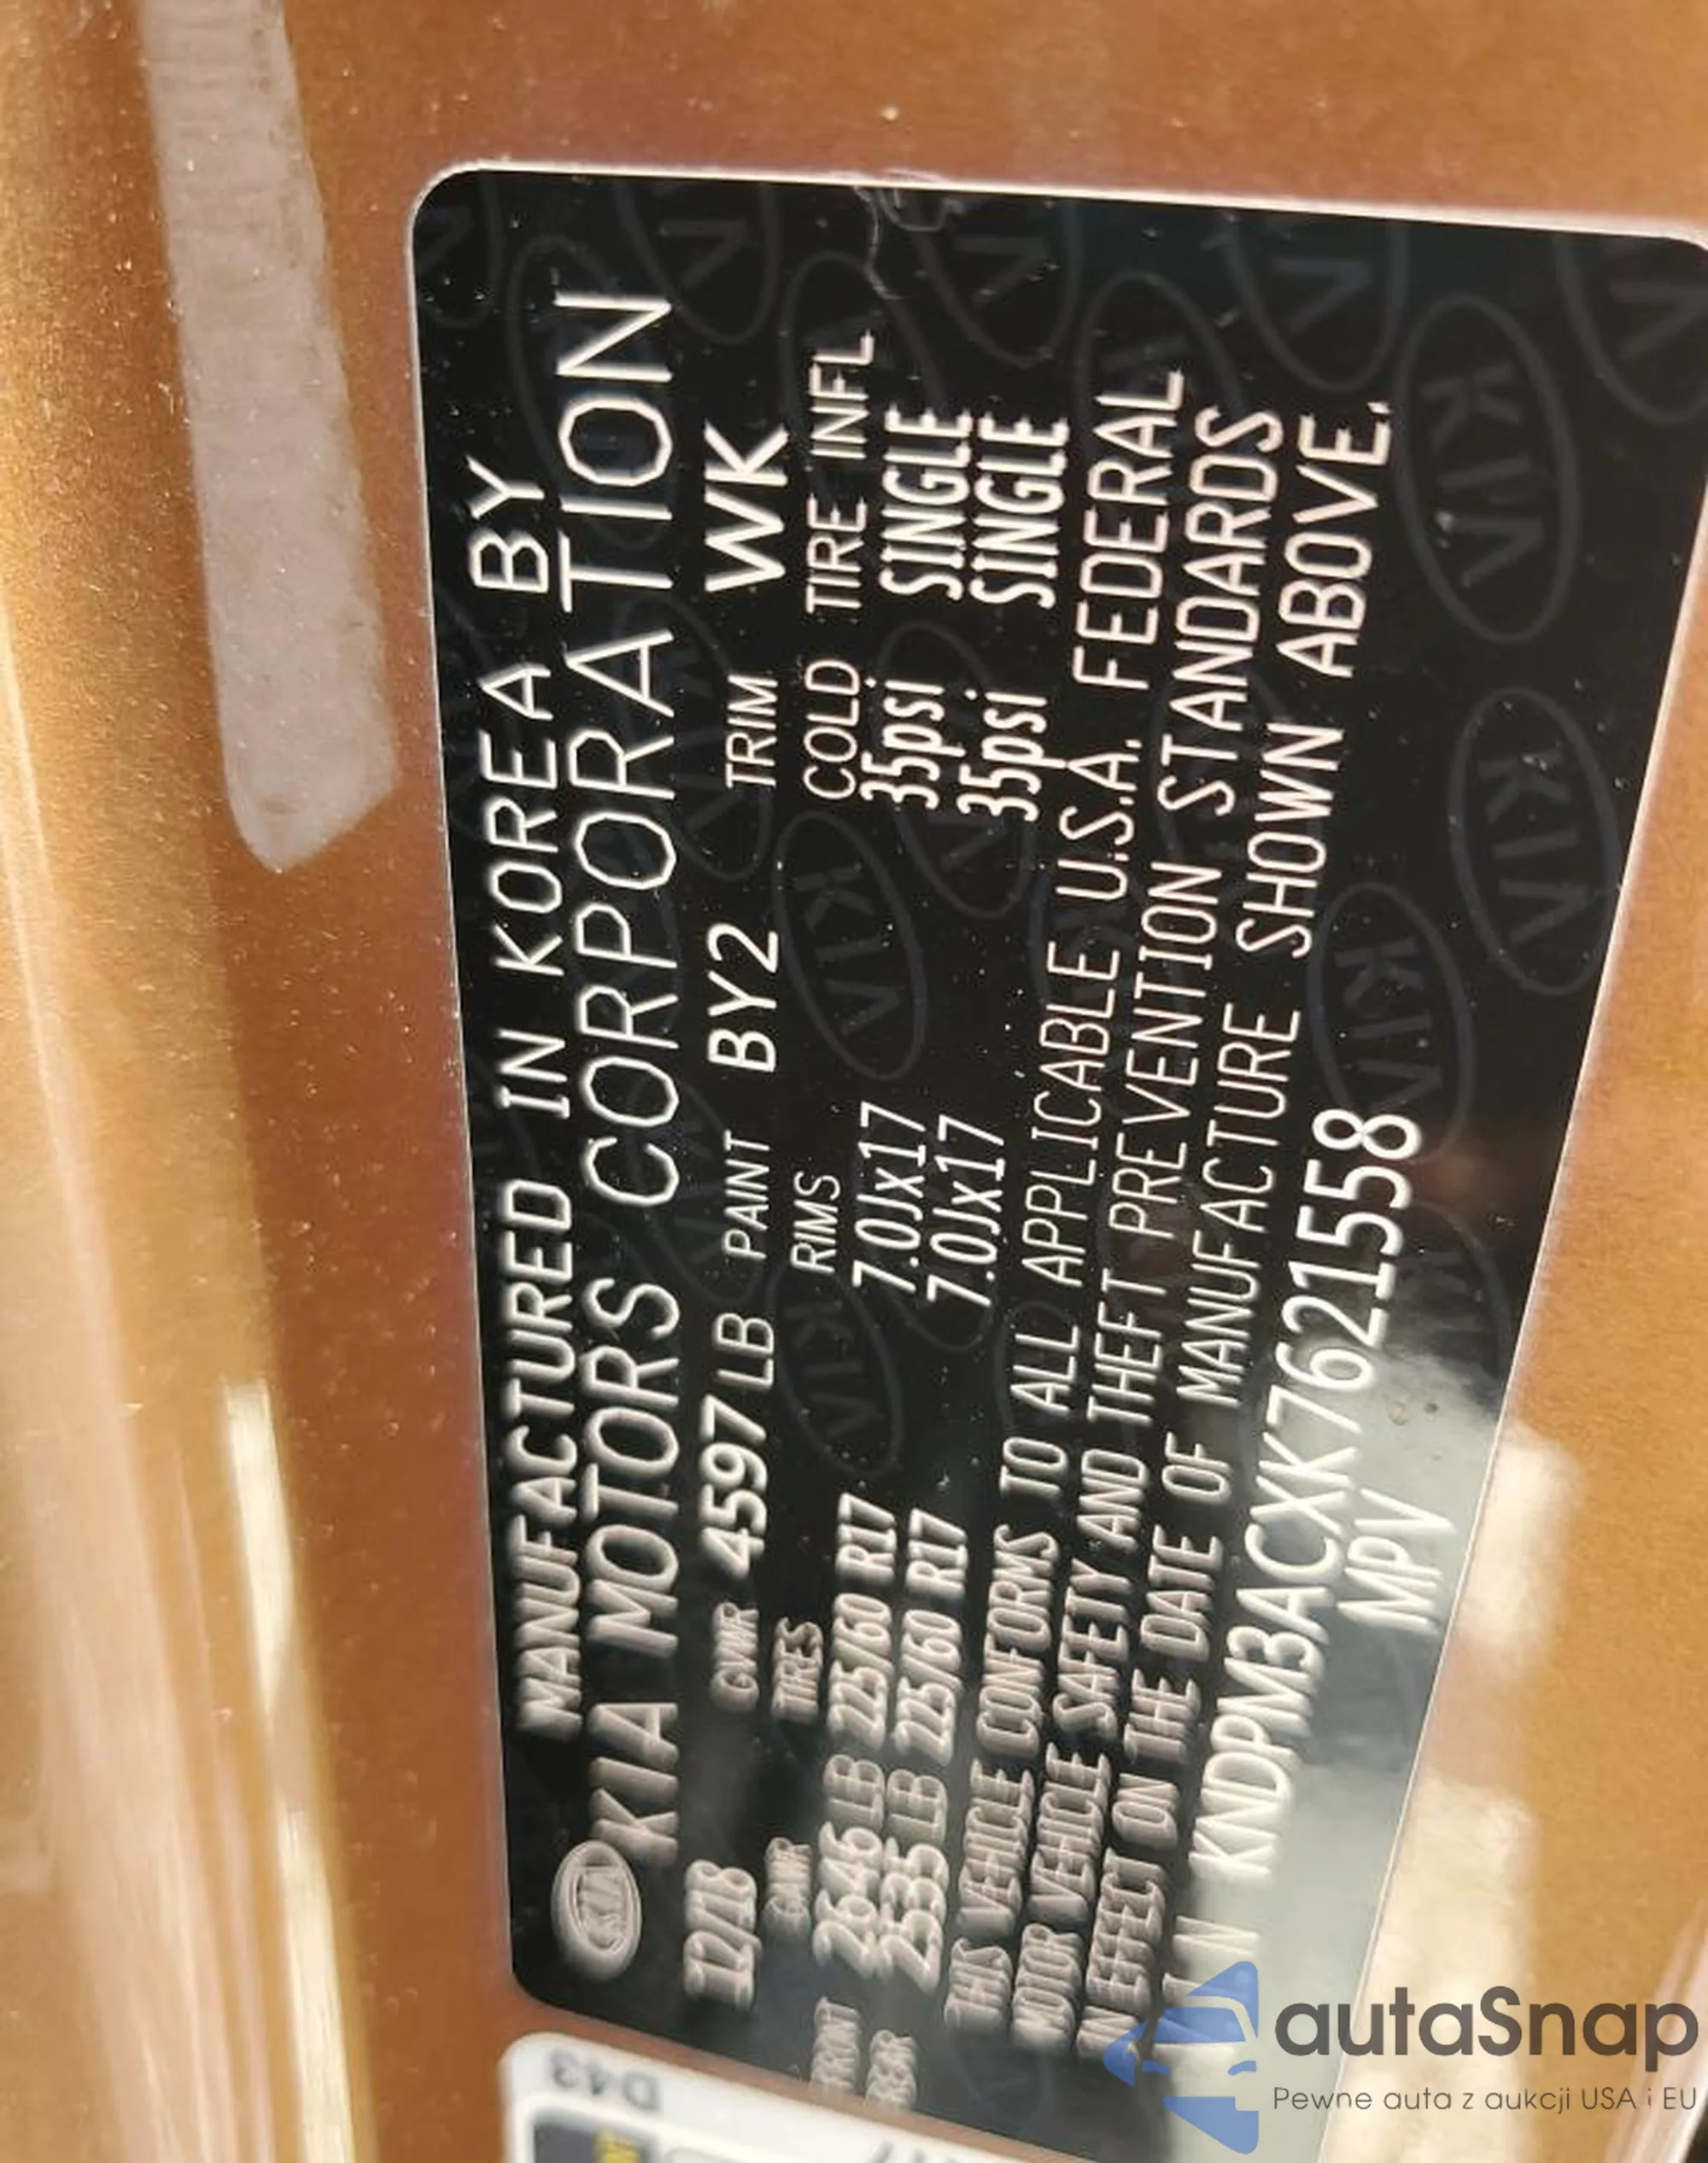 MANUFACTURED IN KOREA BY
KIA KIA MOTORS CORPORATION
12/18 GVWR 4597 LB PAINT BY2 TRIM WK
GAWR TIRES RIMS COLD TIRE INFL
FRONT 2646 LB 225/60 R17 7.0Jx17 35psi SINGLE
REAR 2535 LB 225/60 R17 7.0Jx17 35psi SINGLE
THIS VEHICLE CONFORMS TO ALL APPLICABLE U.S.A. FEDERAL
MOTOR VEHICLE SAFETY AND THEFT PREVENTION STANDARDS
IN EFFECT ON THE DATE OF MANUFACTURE SHOWN ABOVE.
KNDPM3ACXK7621558
MPV
D43
autaSnap
Pewne auta z aukcji USA i EU